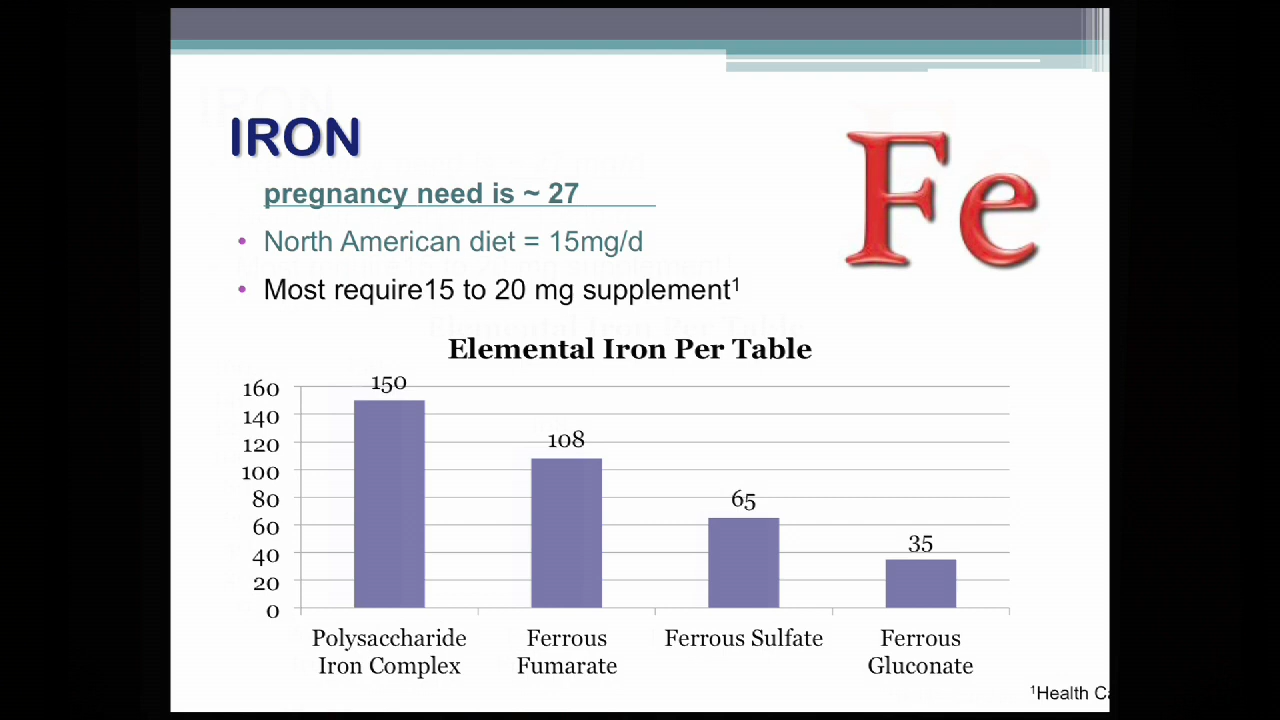 IRON
Fe
pregnancy need is ~ 27
• North American diet = 15mg/d
• Most require15 to 20 mg supplement¹
Elemental Iron Per Table
160
140
120
100
80
60
40
20
0
150
108
65
35
Polysaccharide Iron Complex
Ferrous Fumarate
Ferrous Sulfate
Ferrous Gluconate
¹Health